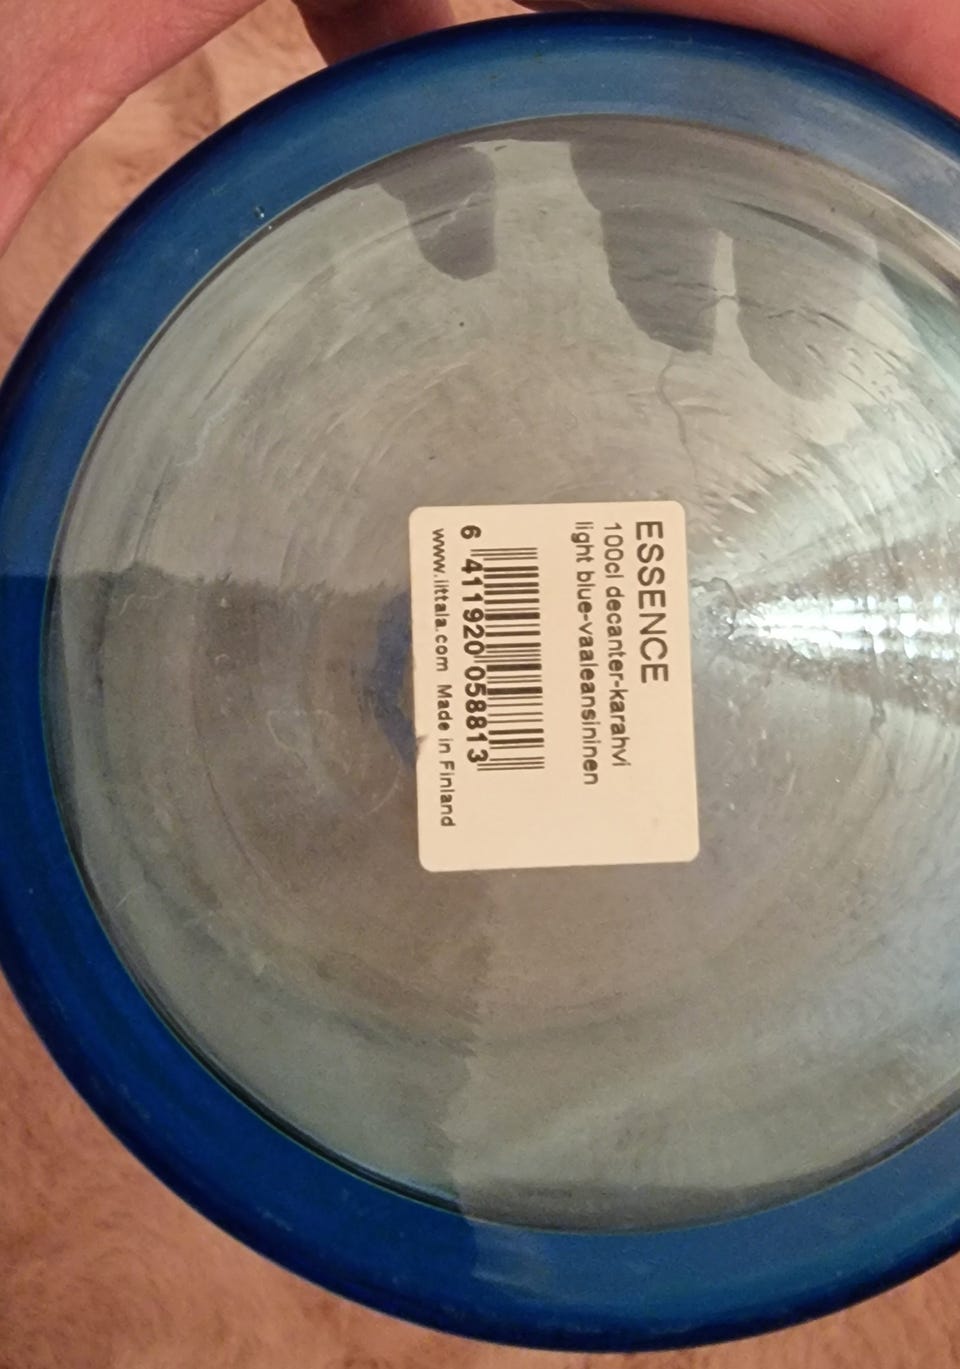 ESSENCE
100cl decanter-karahvi
light blue-vaaleansininen
6 411920 058813
www.iittala.com Made in Finland